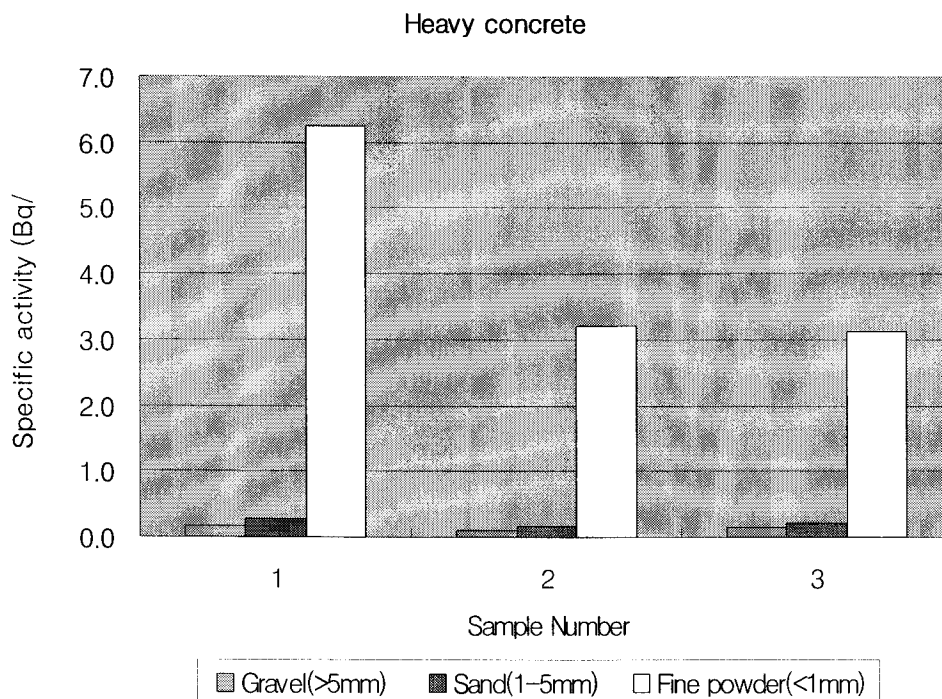 Heavy concrete
Specific activity (Bq/
7.0
6.0
5.0
4.0
3.0
2.0
1.0
0.0
1 2 3
Sample Number
Gravel(>5mm) Sand(1-5mm) Fine powder(<1mm)